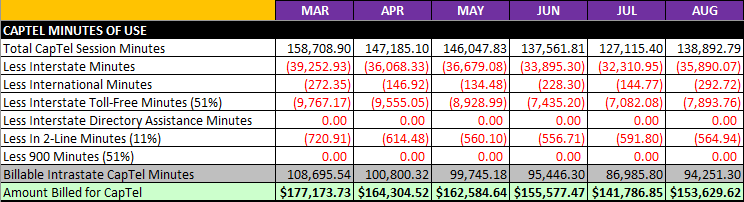 MAR APR MAY JUN JUL AUG
CAPTEL MINUTES OF USE
Total CapTel Session Minutes 158,708.90 147,185.10 146,047.83 137,561.81 127,115.40 138,892.79
Less Interstate Minutes (39,252.93) (36,068.33) (36,679.08) (33,895.30) (32,310.95) (35,890.07)
Less International Minutes (272.35) (146.92) (134.48) (228.30) (144.77) (292.72)
Less Interstate Toll-Free Minutes (51%) (9,767.17) (9,555.05) (8,928.99) (7,435.20) (7,082.08) (7,893.76)
Less Interstate Directory Assistance Minutes 0.00 0.00 0.00 0.00 0.00 0.00
Less In 2-Line Minutes (11%) (720.91) (614.48) (560.10) (556.71) (591.80) (564.94)
Less 900 Minutes (51%) 0.00 0.00 0.00 0.00 0.00 0.00
Billable Intrastate CapTel Minutes 108,695.54 100,800.32 99,745.18 95,446.30 86,985.80 94,251.30
Amount Billed for CapTel $177,173.73 $164,304.52 $162,584.64 $155,577.47 $141,786.85 $153,629.62